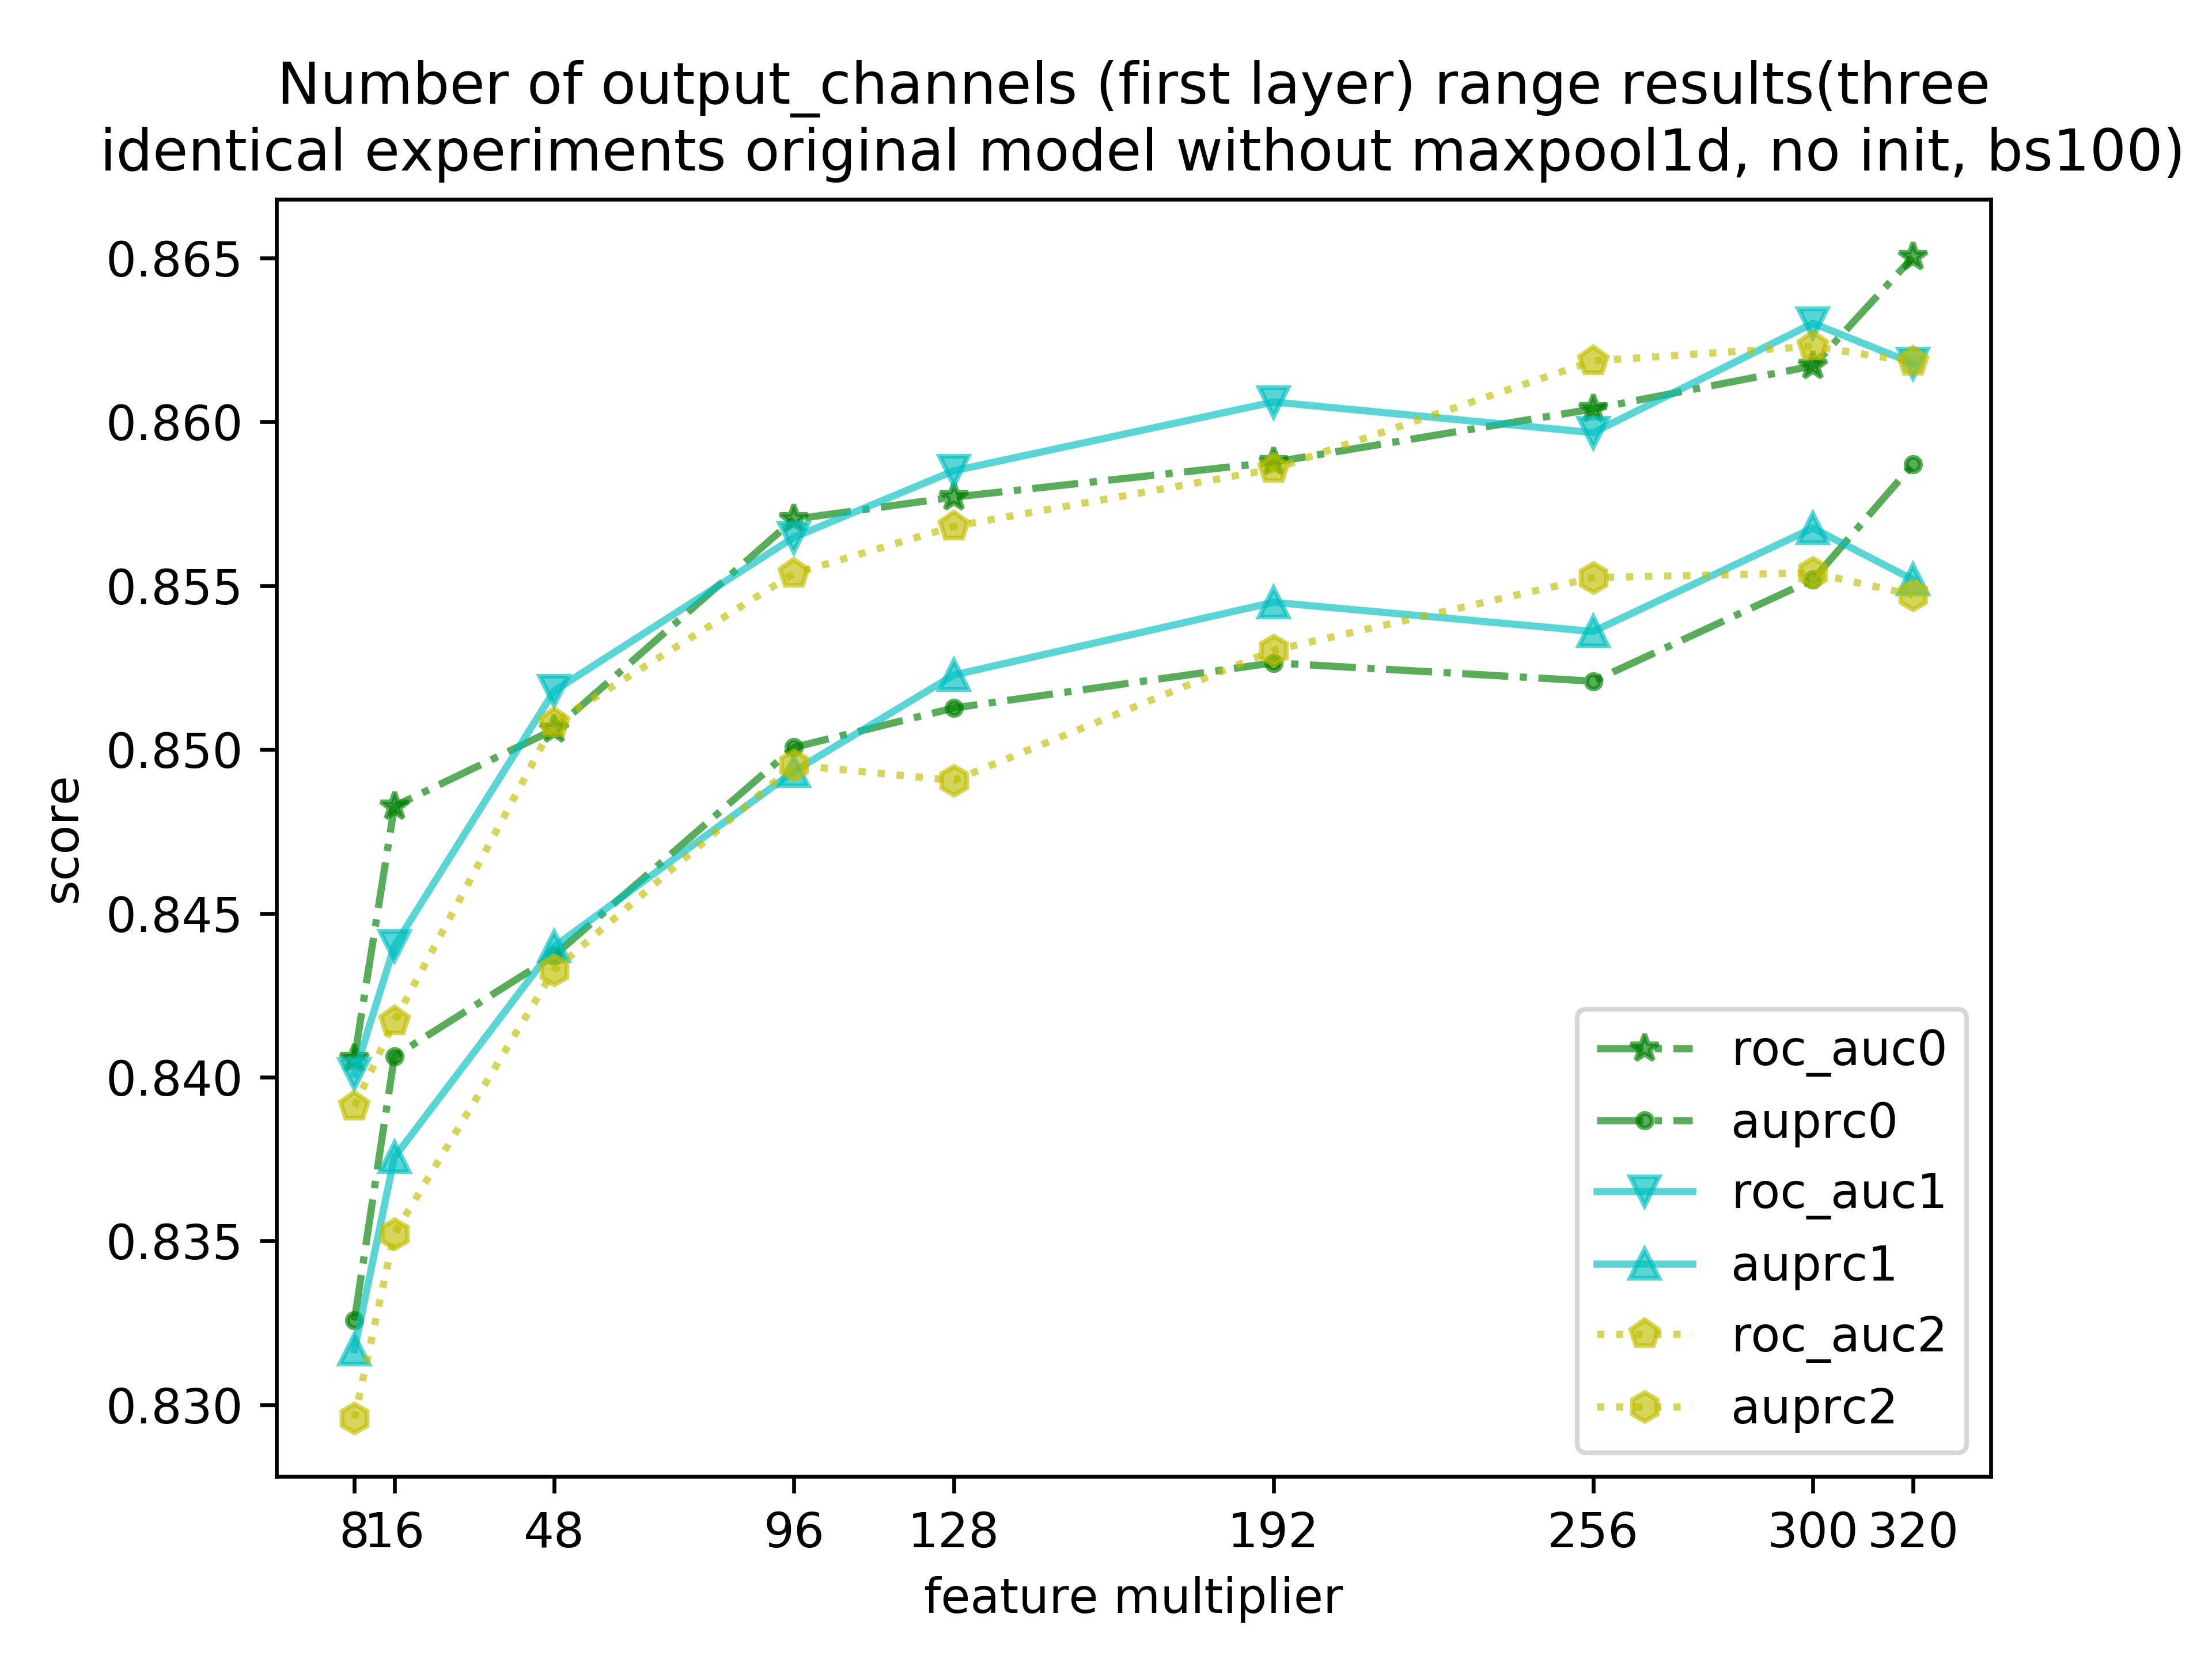 Number of output_channels (first layer) range results(three
identical experiments original model without maxpool1d, no init, bs100)
0.865
0.860
0.855
0.850
0.845
0.840
0.835
0.830
score
8 16 48 96 128 192 256 300 320
feature multiplier
roc_auc0
auprc0
roc_auc1
auprc1
roc_auc2
auprc2